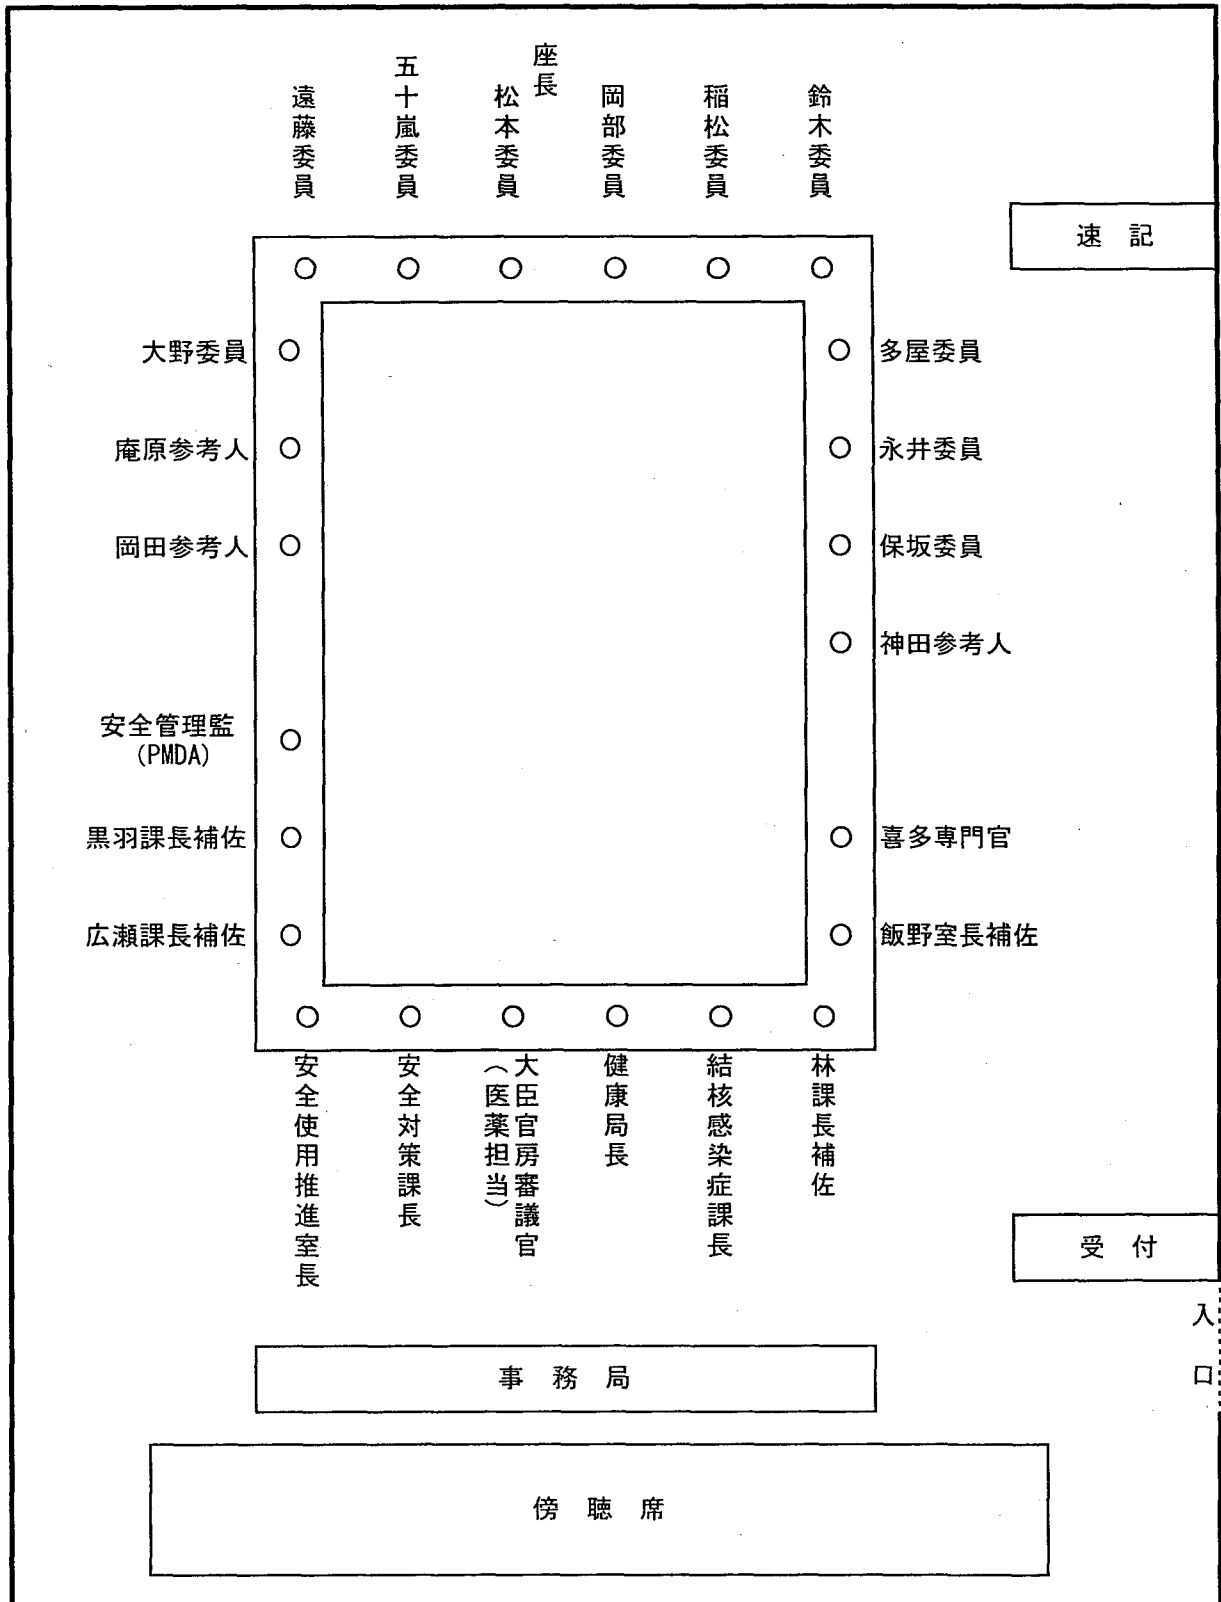 座長
遠藤委員
五十嵐委員
松本委員
岡部委員
稲松委員
鈴木委員
速記
大野委員
多屋委員
庵原参考人
永井委員
岡田参考人
保坂委員
神田参考人
安全管理監
(PMDA)
黒羽課長補佐
喜多専門官
広瀬課長補佐
飯野室長補佐
安全使用推進室長
安全対策課長
大臣官房審議官
(医薬担当)
健康局長
結核感染症課長
林課長補佐
受付
入口
事務局
傍聴席